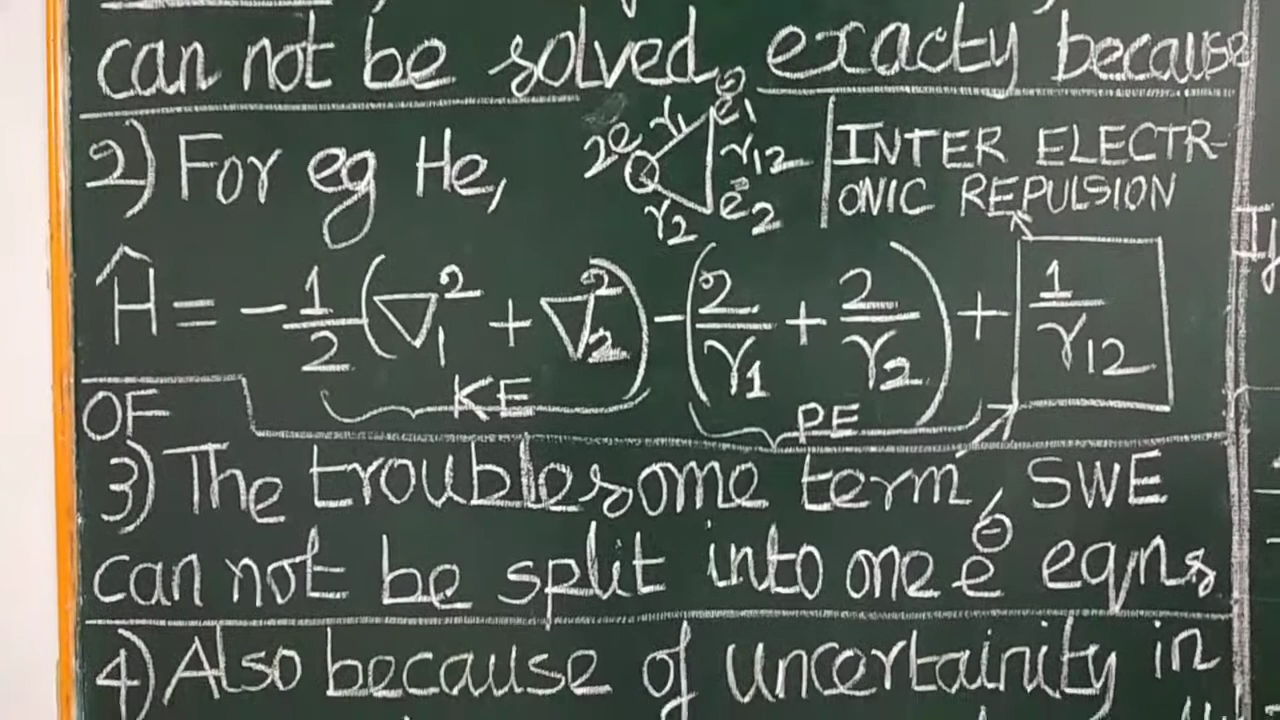 can not be solved exacty because
2) For eg He,
2e r₁ e₁
r₁₂
r₂ e⁻₂
INTER ELECTR-
ONIC REPULSION
Ĥ = -1/2 (∇₁² + ∇₂²) - (2/r₁ + 2/r₂) + 1/r₁₂
KE PE
OF
3) The troublesome term, SWE
can not be split into one e⊖ eqns
4) Also because of uncertainity in
If